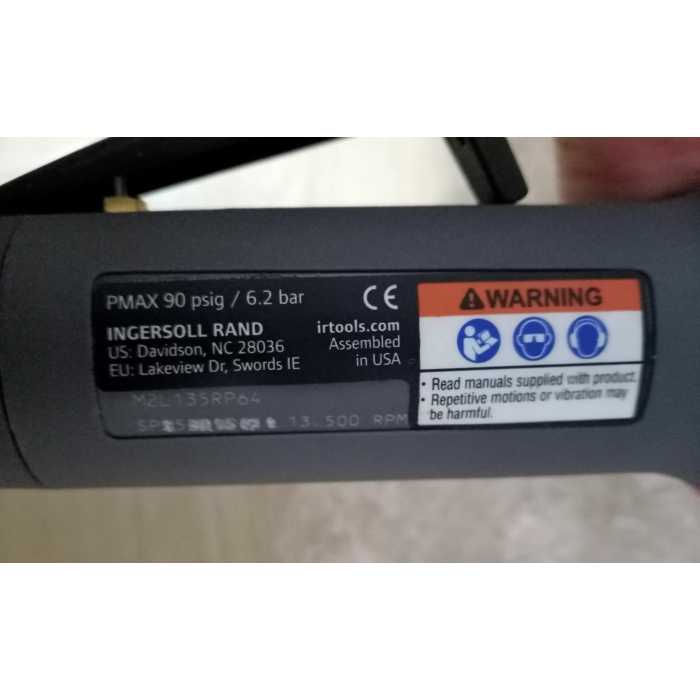 PMAX 90 psig / 6.2 bar
CE
INGERSOLL RAND
US: Davidson, NC 28036
EU: Lakeview Dr, Swords IE
irtools.com
Assembled
in USA
M2L135RP64
13.500 RPM
WARNING
• Read manuals supplied with product.
• Repetitive motions or vibration may
be harmful.